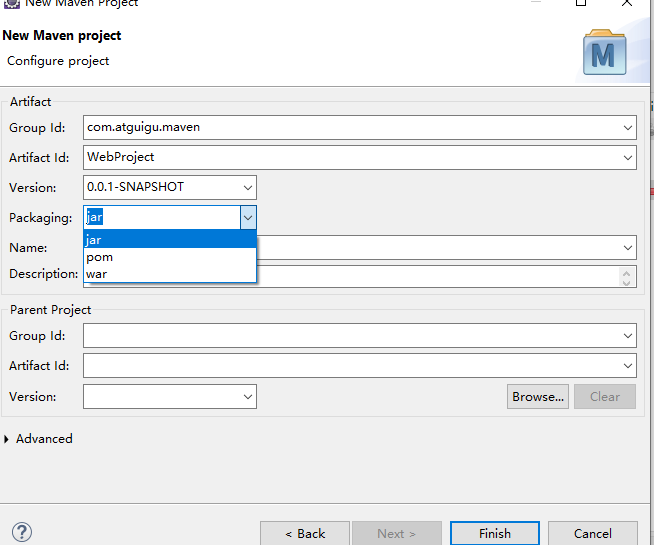 New Maven Project
New Maven project
Configure project
M
Artifact
Group Id: com.atguigu.maven
Artifact Id: WebProject
Version: 0.0.1-SNAPSHOT
Packaging: jar
jar
Name:
pom
Description: war
Parent Project
Group Id:
Artifact Id:
Version: Browse... Clear
Advanced
? < Back Next > Finish Cancel